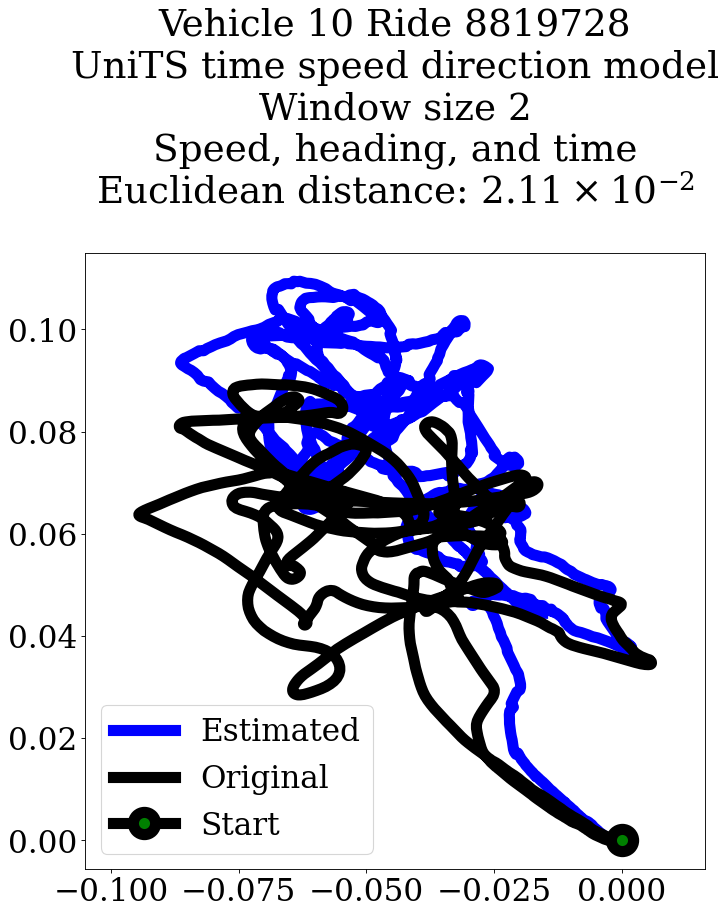 Vehicle 10 Ride 8819728
UniTS time speed direction model
Window size 2
Speed, heading, and time
Euclidean distance: 2.11 × 10⁻²
0.10
0.08
0.06
0.04
0.02
0.00
Estimated
Original
Start
−0.100 −0.075 −0.050 −0.025 0.000